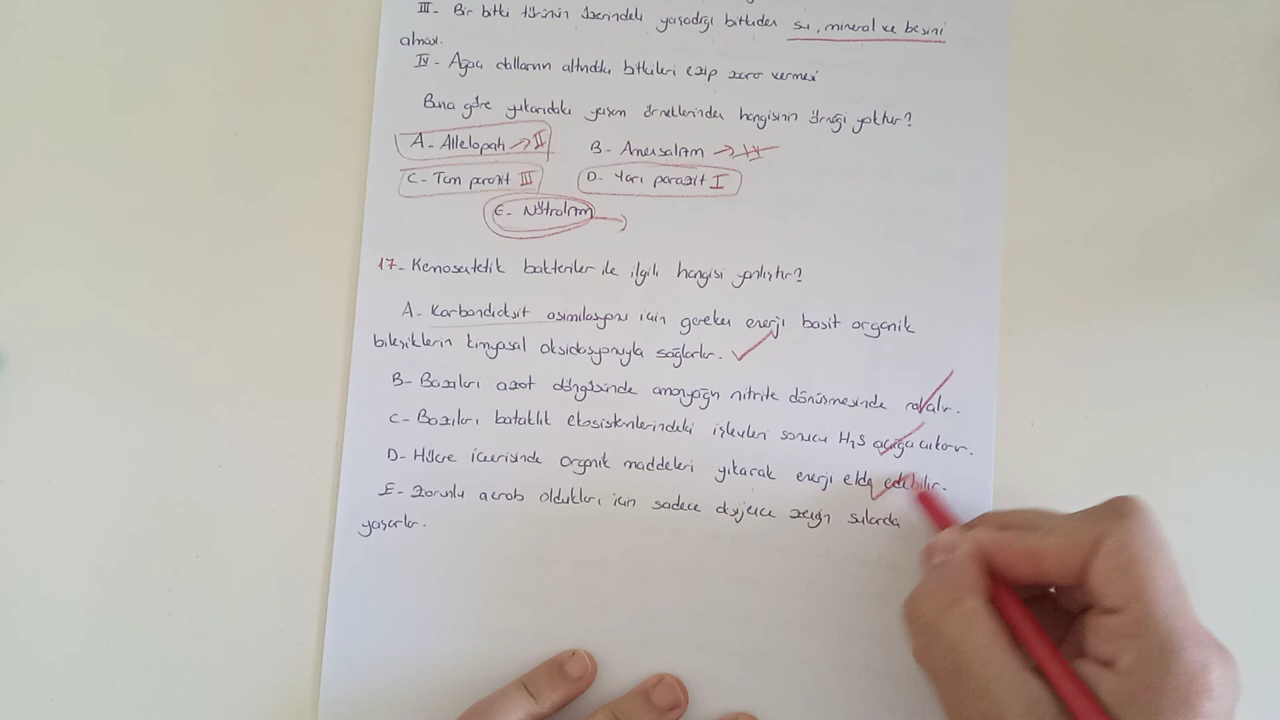 III- Bir bitki türünün üzerindeki yaşadığı bitkiden su, mineral ve besini
alması.
IV- Ağaç dallarının altındaki bitkileri ezip zarar vermesi
Buna göre yukarıdaki yaşam örneklerinden hangisinin örneği yoktur?
A- Allelopati → II
B- Amensalizm → IV
C- Tam parazit III
D- Yarı parazit I
E- Nötralizm →
17- Kemosentetik bakteriler ile ilgili hangisi yanlıştır?
A- Karbondioksit asimilasyonu için gereken enerji basit organik
bileşiklerin kimyasal oksidasyonuyla sağlarlar.
B- Bazıları azot döngüsünde amonyağın nitrite dönüşmesinde rol alır.
C- Bazıları bataklık ekosistemlerindeki işlevleri sonucu H2S açığa çıkarır.
D- Hücre içerisinde organik maddeleri yıkarak enerji elde edebilir.
E- Zorunlu aerob oldukları için sadece oksijence zengin sularda
yaşarlar.